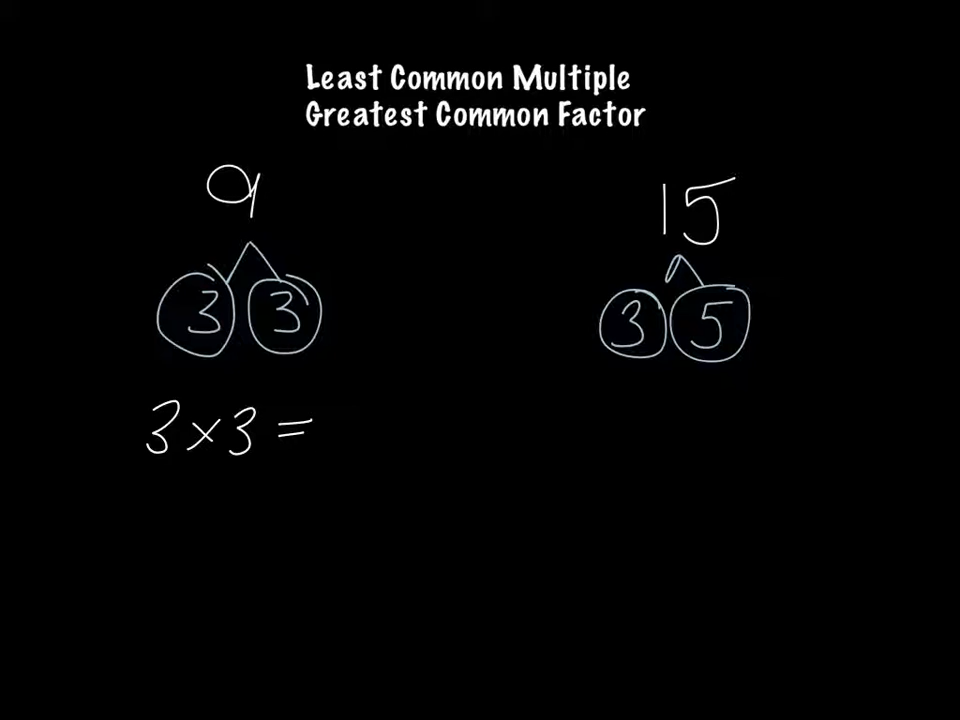 Least Common Multiple
Greatest Common Factor
9 15
3 3 3 5
3 × 3 =